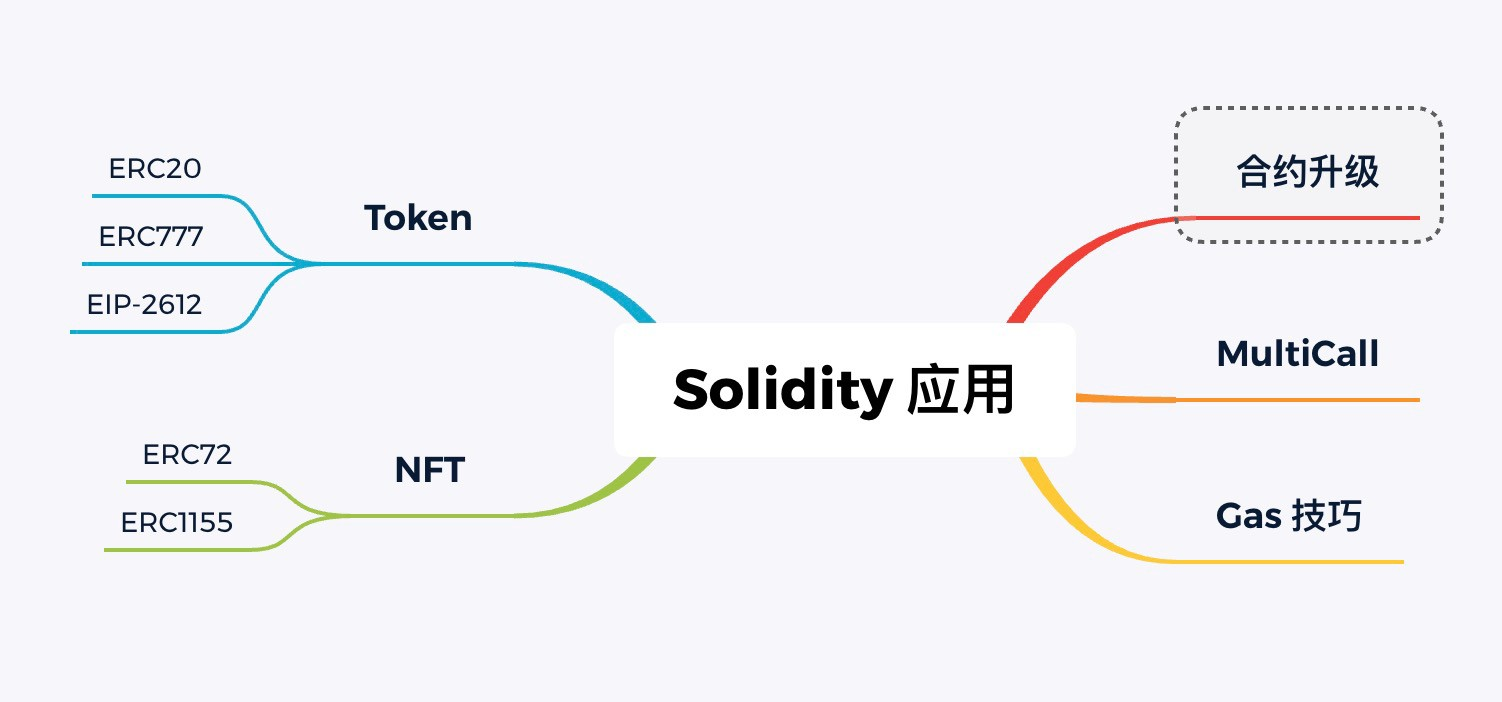 Solidity 应用
Token
ERC20
ERC777
EIP-2612
NFT
ERC72
ERC1155
合约升级
MultiCall
Gas 技巧